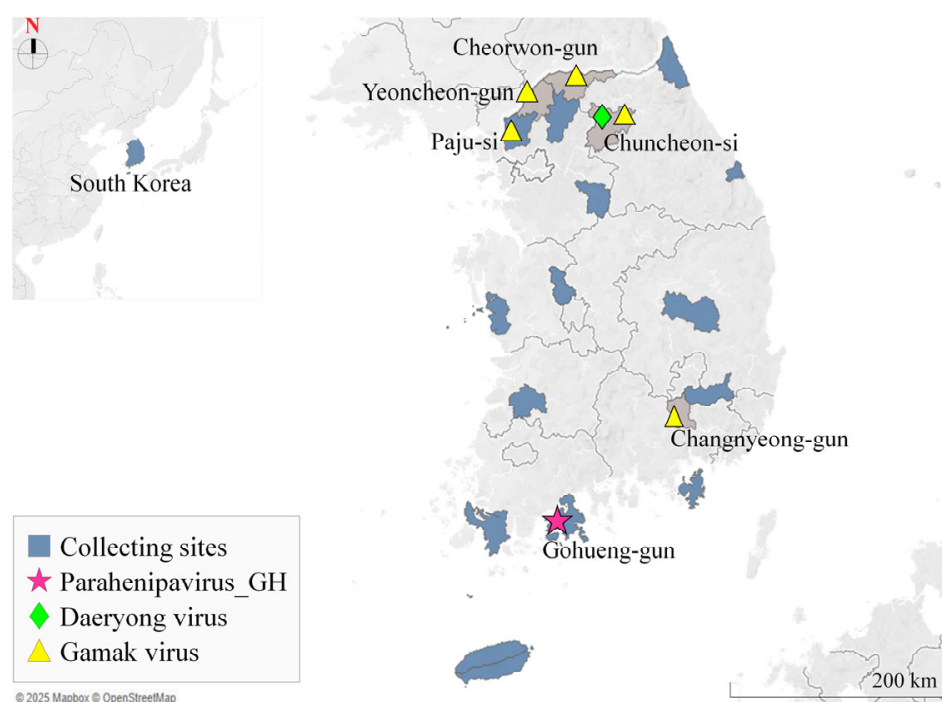 N
South Korea
Cheorwon-gun
Yeoncheon-gun
Paju-si
Chuncheon-si
Changnyeong-gun
Gohueng-gun
Collecting sites
Parahenipavirus_GH
Daeryong virus
Gamak virus
200 km
© 2025 Mapbox © OpenStreetMap